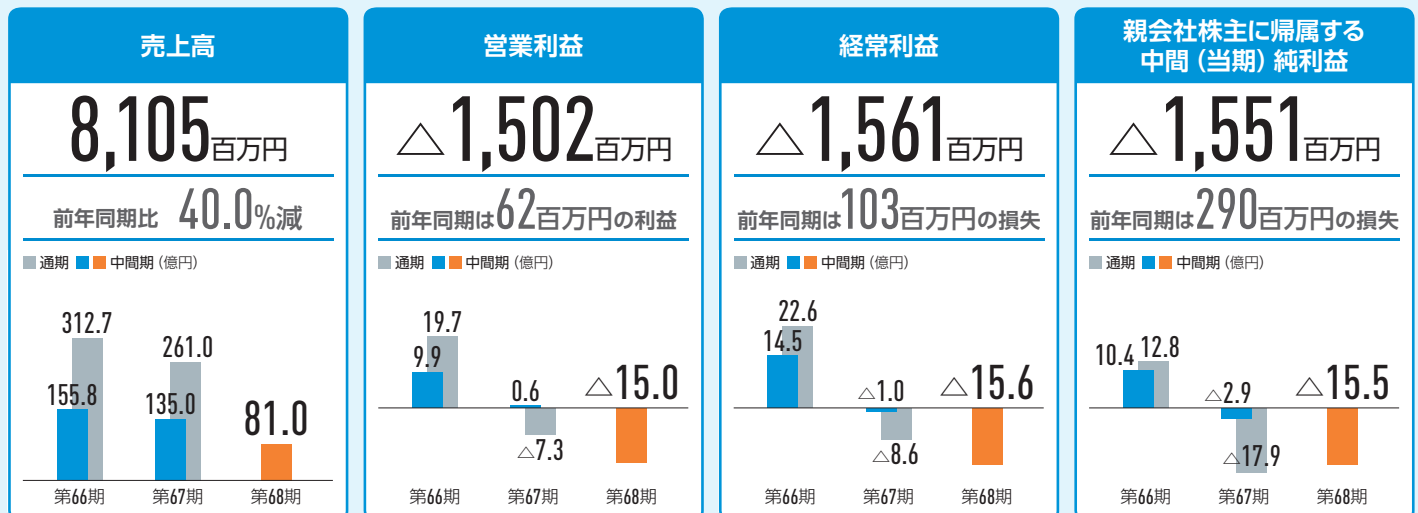 売上高
8,105百万円
前年同期比 40.0%減
通期 中間期(億円)
312.7
155.8
261.0
135.0
81.0
第66期 第67期 第68期
営業利益
△1,502百万円
前年同期は62百万円の利益
通期 中間期(億円)
19.7
9.9
0.6
△7.3
△15.0
第66期 第67期 第68期
経常利益
△1,561百万円
前年同期は103百万円の損失
通期 中間期(億円)
22.6
14.5
△1.0
△8.6
△15.6
第66期 第67期 第68期
親会社株主に帰属する
中間(当期)純利益
△1,551百万円
前年同期は290百万円の損失
通期 中間期(億円)
10.4 12.8
△2.9
△17.9
△15.5
第66期 第67期 第68期